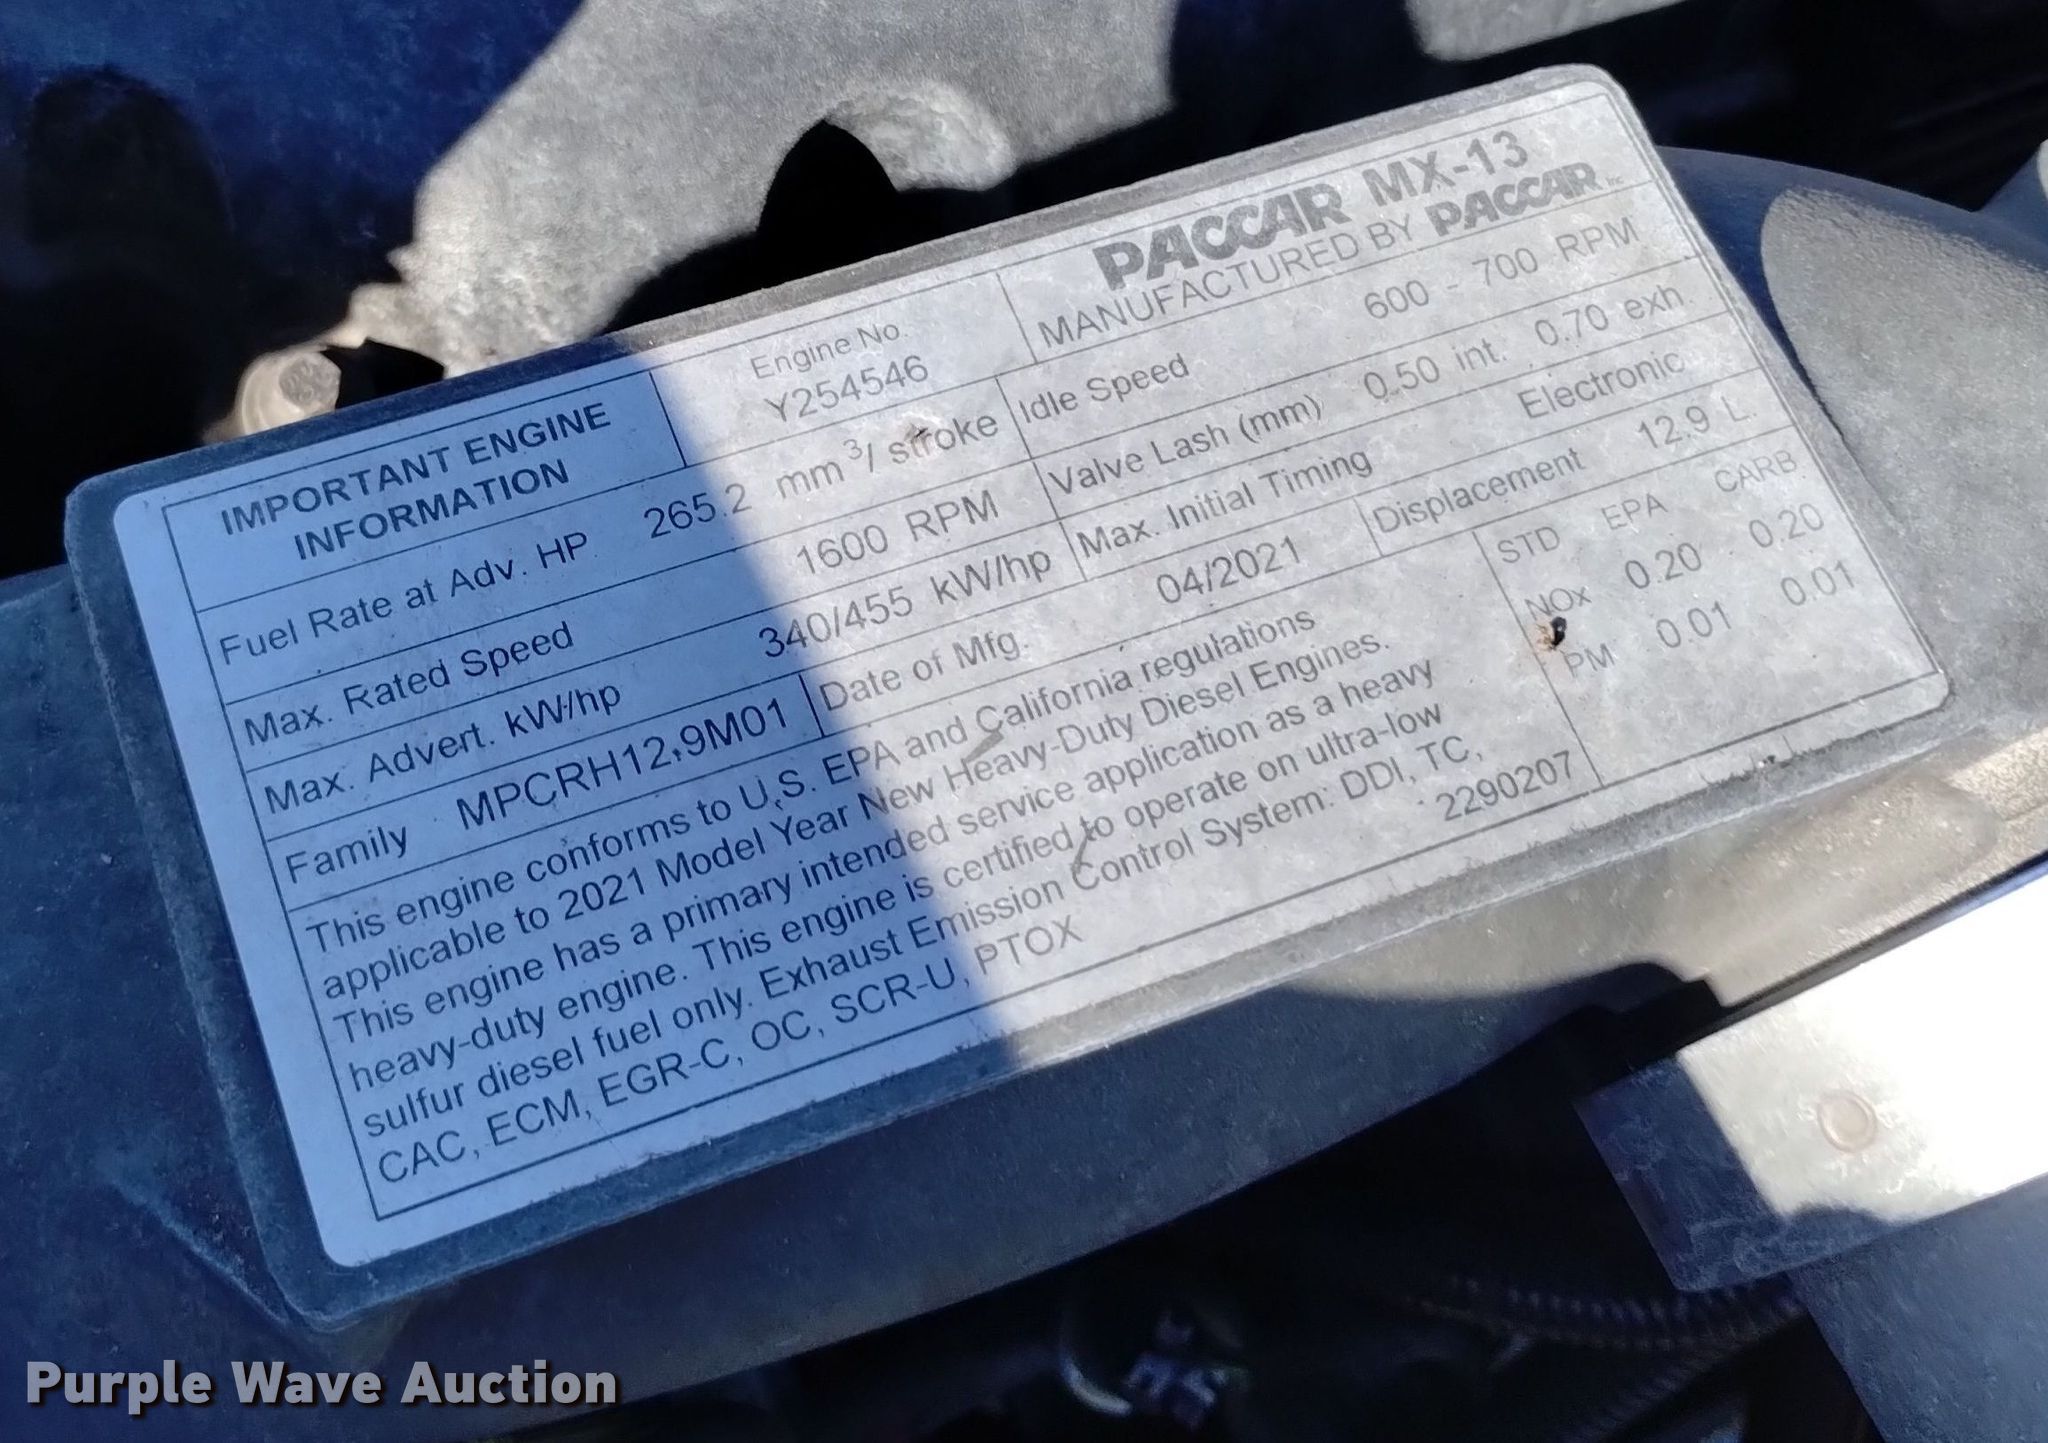 IMPORTANT ENGINE
INFORMATION
Engine No.
Y254546
PACCAR MX-13
MANUFACTURED BY PACCAR Inc
Fuel Rate at Adv. HP 265.2 mm³/ stroke
Idle Speed 600 - 700 RPM
Max. Rated Speed 1600 RPM
Valve Lash (mm) 0.50 int. 0.70 exh.
Max. Advert. kW/hp 340/455 kW/hp
Max. Initial Timing Electronic
Family MPCRH12.9M01
Date of Mfg. 04/2021
Displacement 12.9 L.
This engine conforms to U.S. EPA and California regulations
applicable to 2021 Model Year New Heavy-Duty Diesel Engines.
This engine has a primary intended service application as a heavy
heavy-duty engine. This engine is certified to operate on ultra-low
sulfur diesel fuel only. Exhaust Emission Control System: DDI, TC,
CAC, ECM, EGR-C, OC, SCR-U, PTOX
2290207
STD EPA CARB.
NOx 0.20 0.20
PM 0.01 0.01
Purple Wave Auction